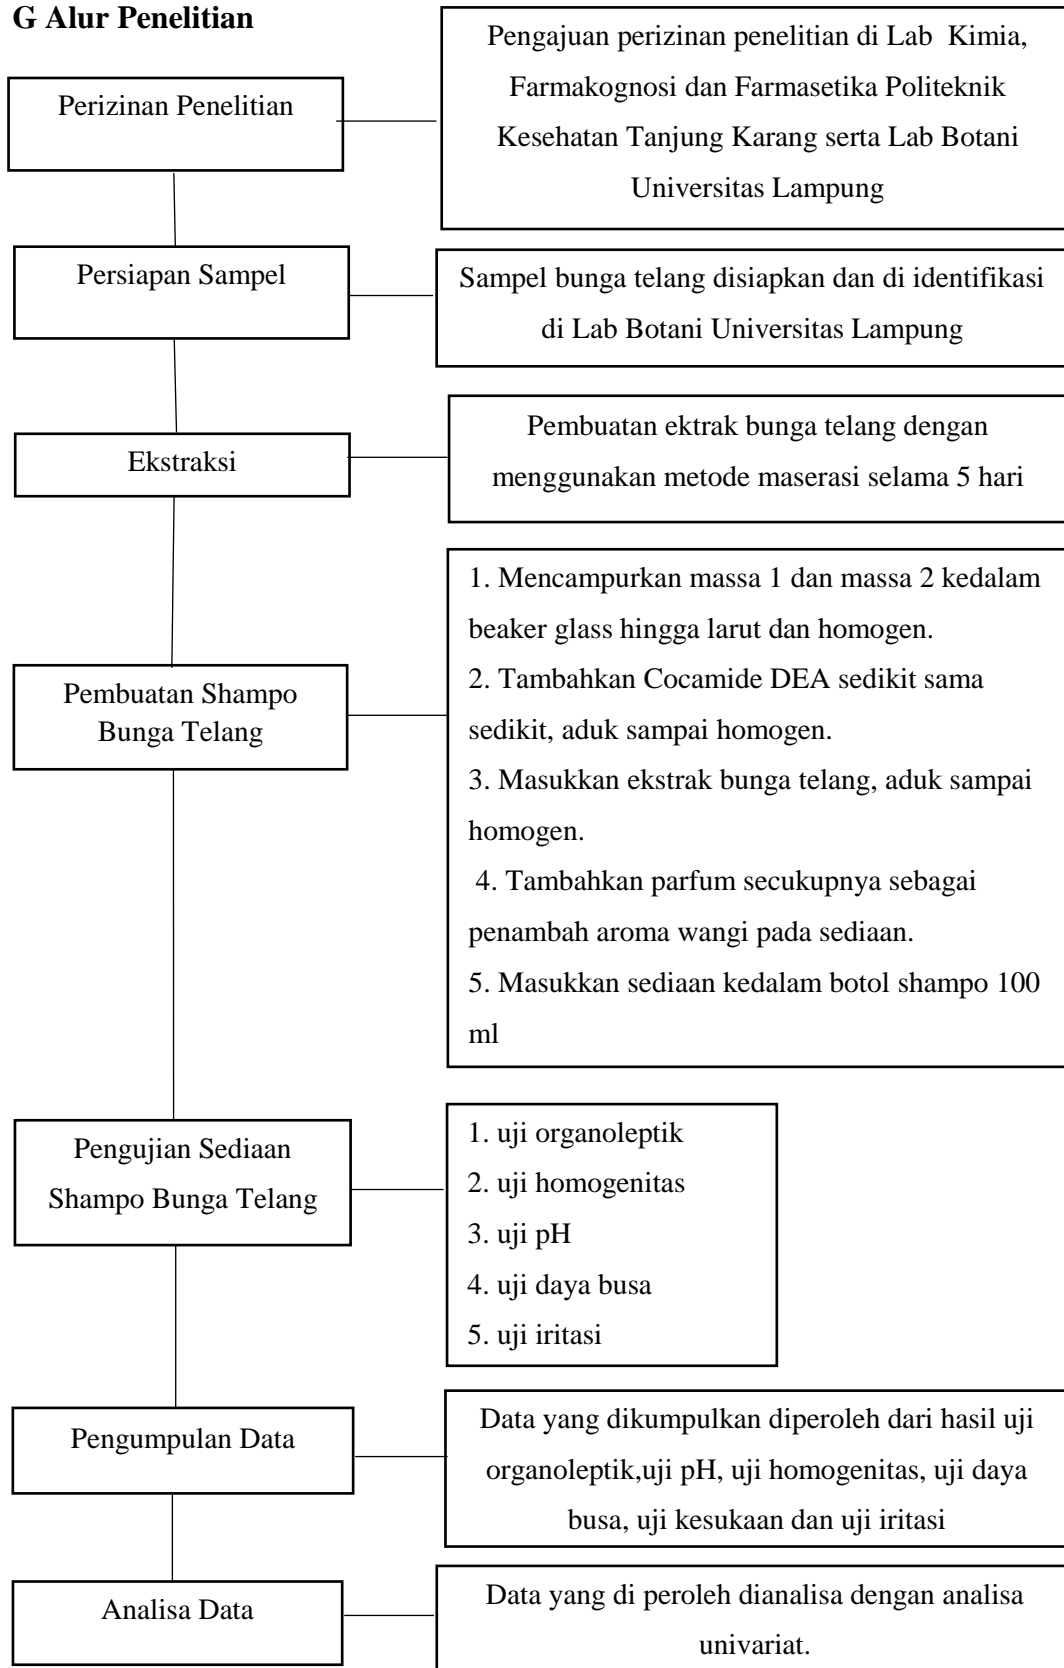 G Alur Penelitian
Perizinan Penelitian
Pengajuan perizinan penelitian di Lab Kimia,
Farmakognosi dan Farmasetika Politeknik
Kesehatan Tanjung Karang serta Lab Botani
Universitas Lampung
Persiapan Sampel
Sampel bunga telang disiapkan dan di identifikasi
di Lab Botani Universitas Lampung
Ekstraksi
Pembuatan ektrak bunga telang dengan
menggunakan metode maserasi selama 5 hari
Pembuatan Shampo
Bunga Telang
1. Mencampurkan massa 1 dan massa 2 kedalam
beaker glass hingga larut dan homogen.
2. Tambahkan Cocamide DEA sedikit sama
sedikit, aduk sampai homogen.
3. Masukkan ekstrak bunga telang, aduk sampai
homogen.
4. Tambahkan parfum secukupnya sebagai
penambah aroma wangi pada sediaan.
5. Masukkan sediaan kedalam botol shampo 100
ml
Pengujian Sediaan
Shampo Bunga Telang
1. uji organoleptik
2. uji homogenitas
3. uji pH
4. uji daya busa
5. uji iritasi
Pengumpulan Data
Data yang dikumpulkan diperoleh dari hasil uji
organoleptik,uji pH, uji homogenitas, uji daya
busa, uji kesukaan dan uji iritasi
Analisa Data
Data yang di peroleh dianalisa dengan analisa
univariat.